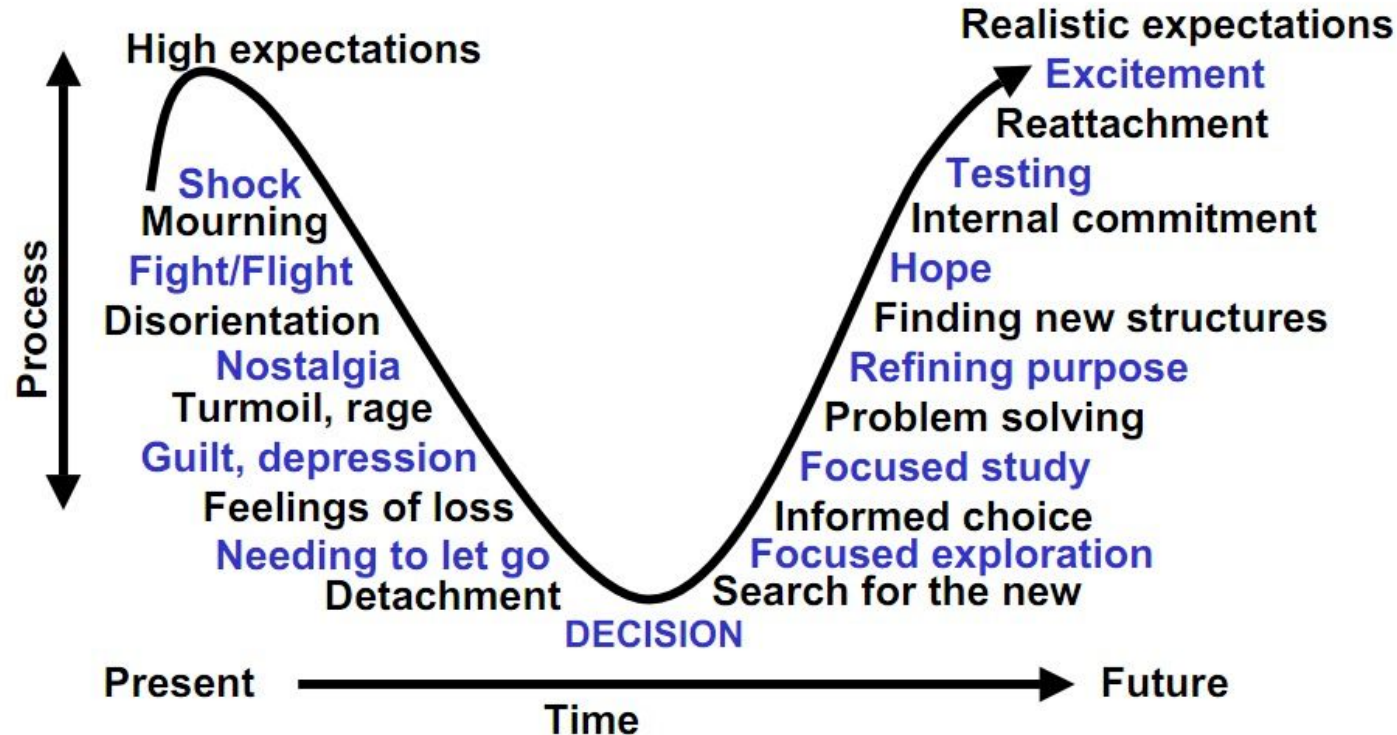 High expectations
Shock
Mourning
Fight/Flight
Disorientation
Nostalgia
Turmoil, rage
Guilt, depression
Feelings of loss
Needing to let go
Detachment
DECISION
Search for the new
Focused exploration
Informed choice
Focused study
Problem solving
Refining purpose
Finding new structures
Hope
Internal commitment
Testing
Reattachment
Excitement
Realistic expectations
Process
Present
Time
Future